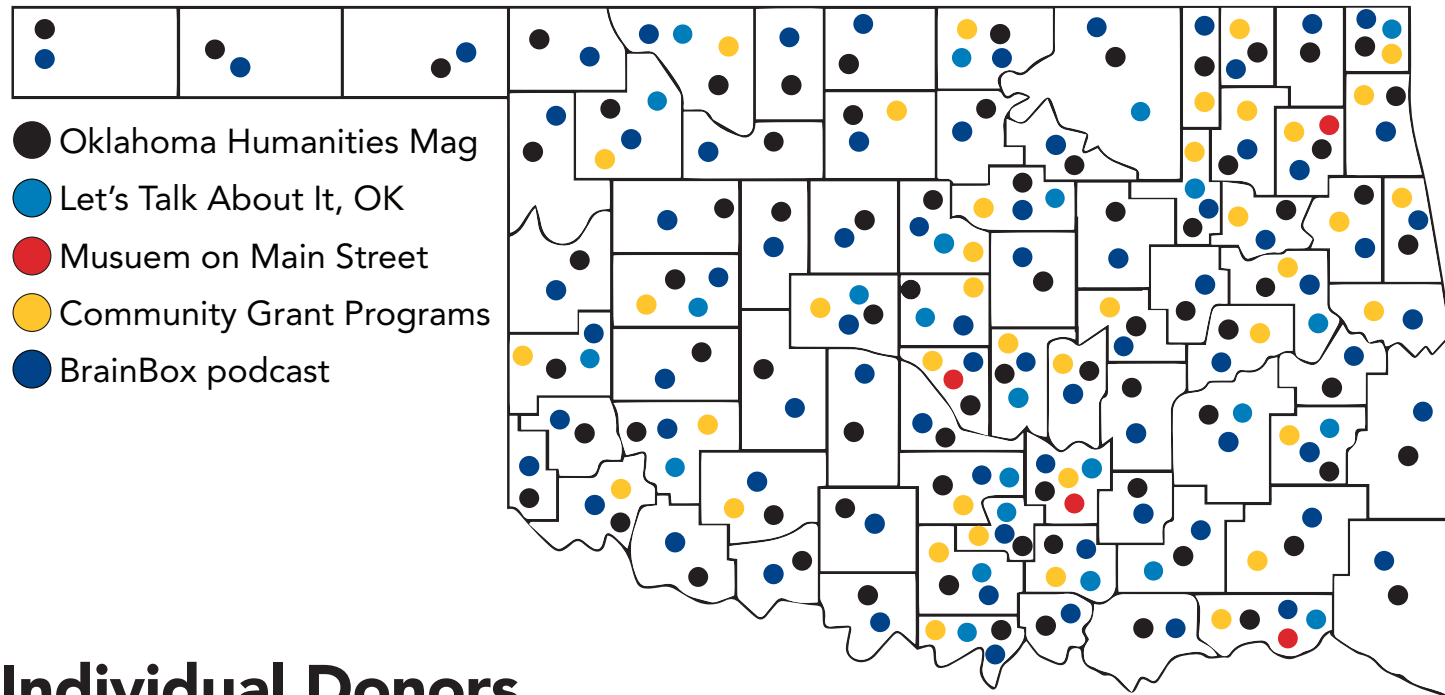 Oklahoma Humanities Mag
Let's Talk About It, OK
Musuem on Main Street
Community Grant Programs
BrainBox podcast
Individual Donors